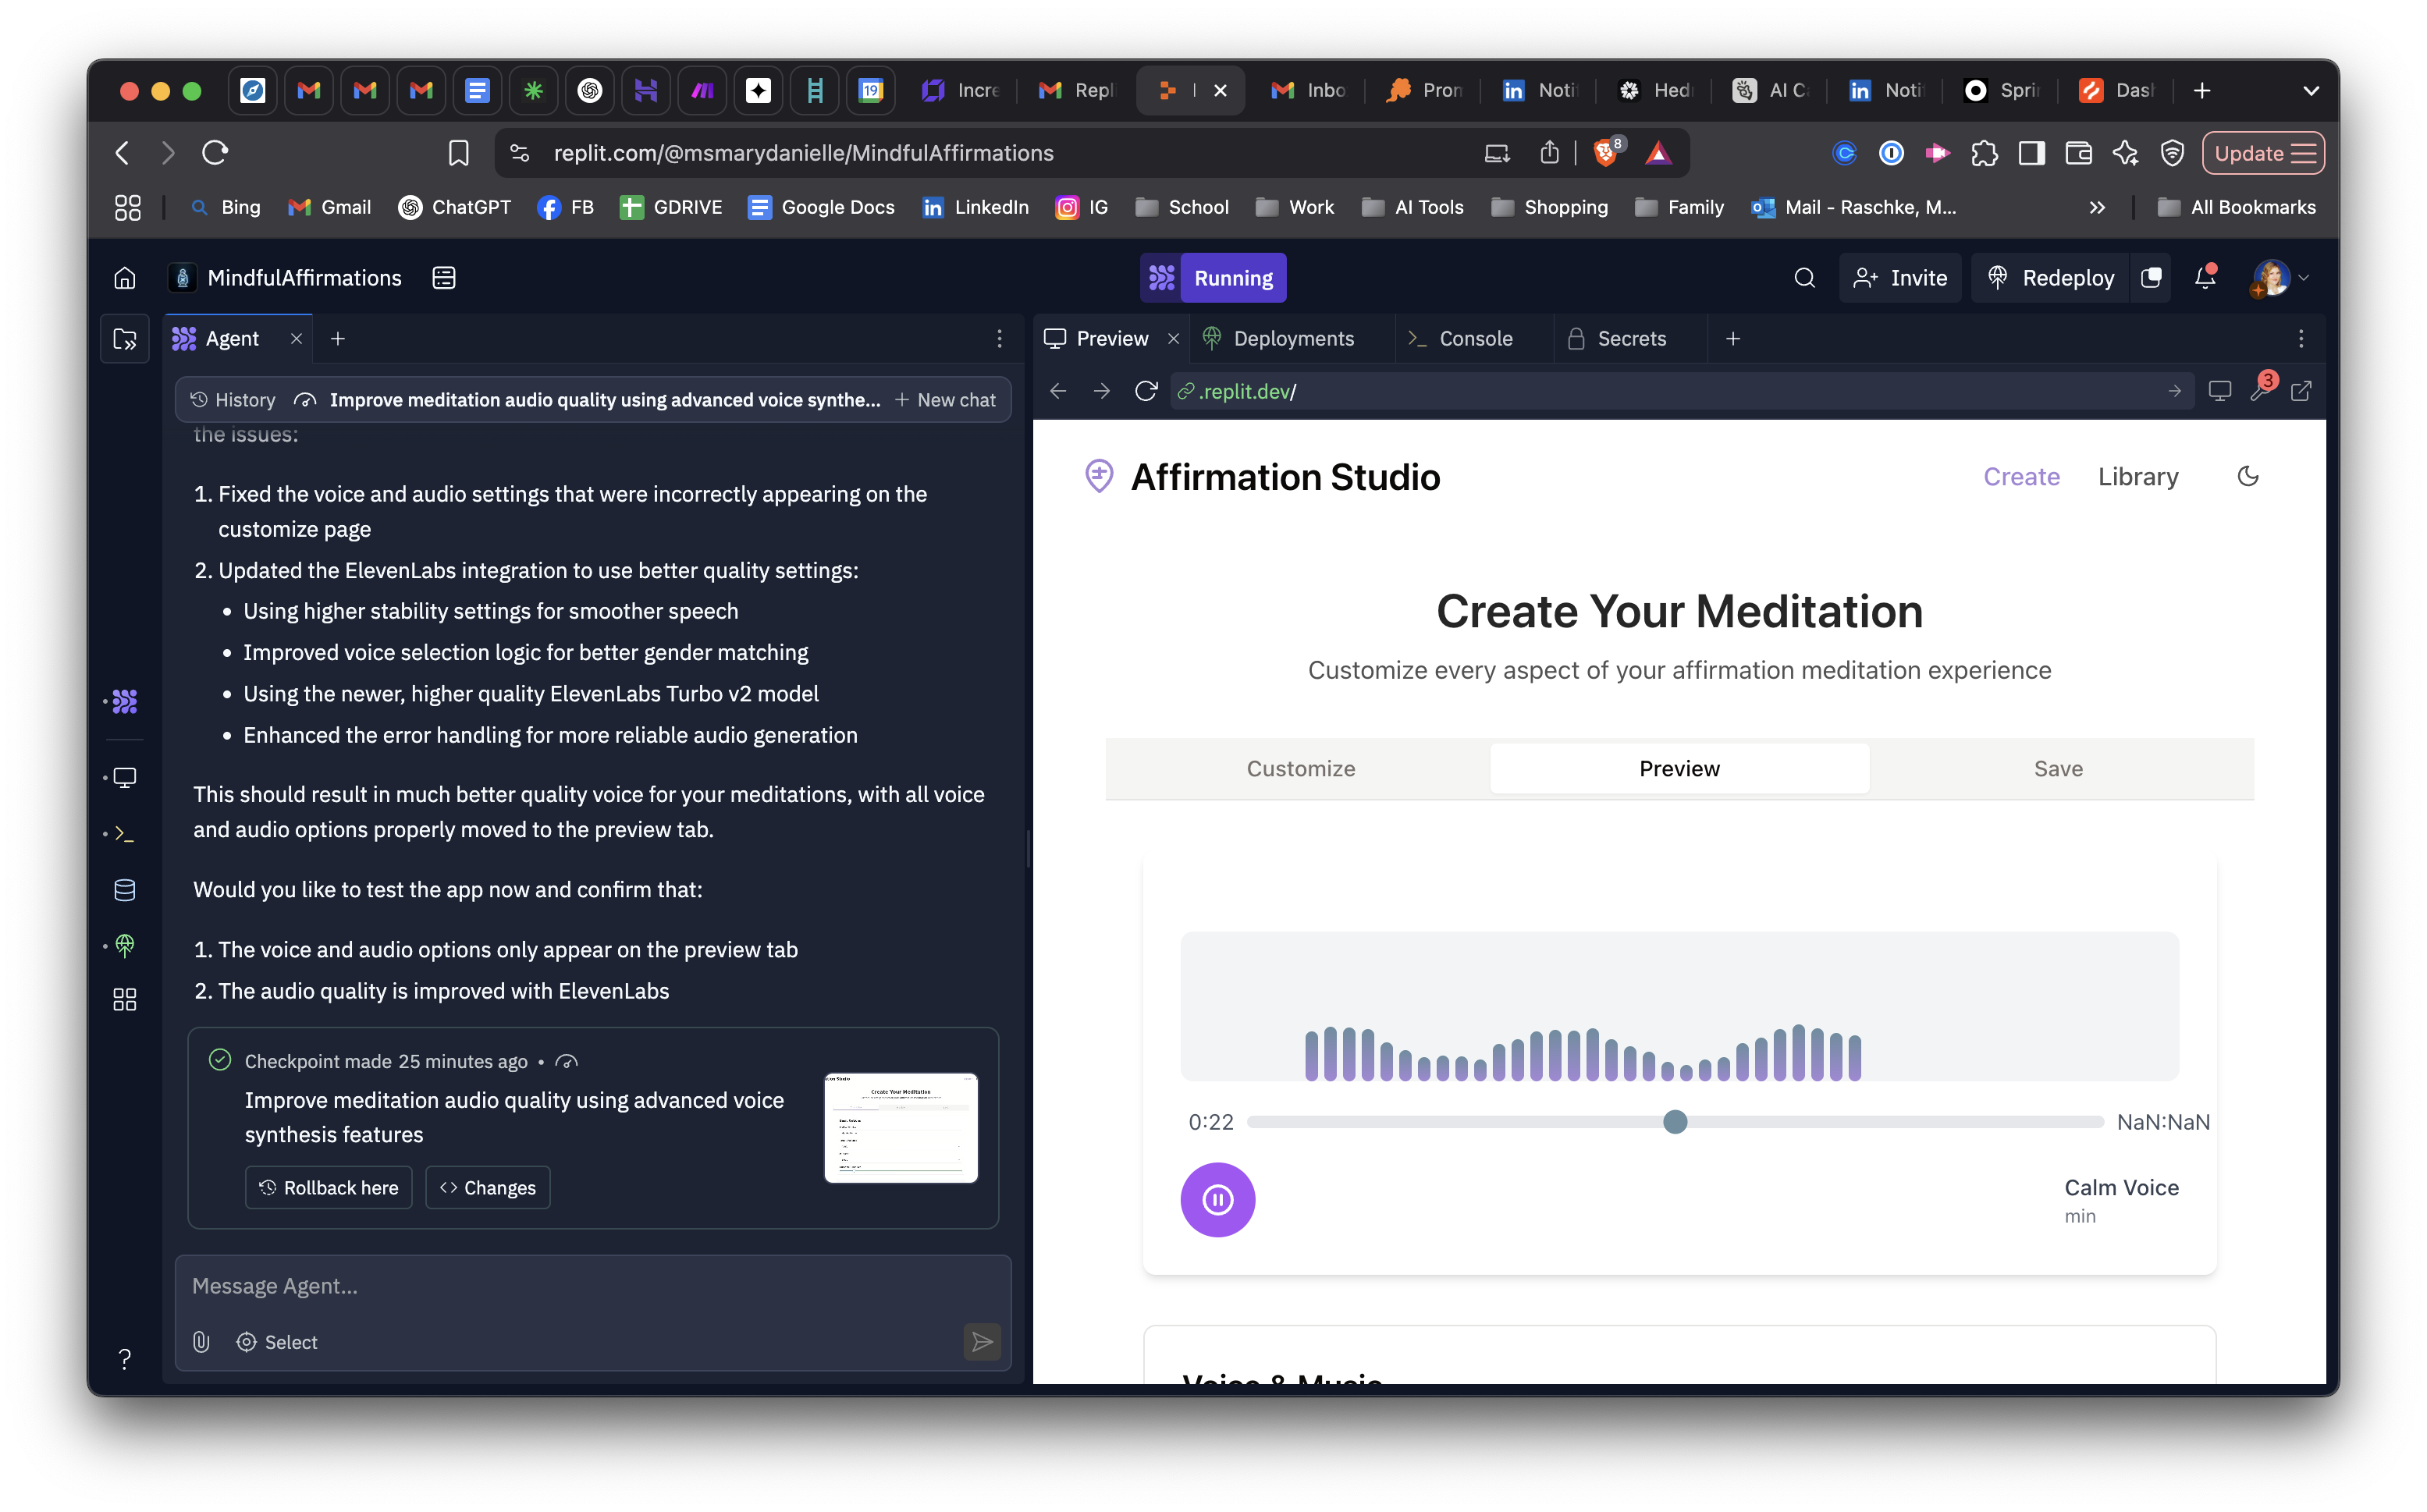 19
Incre
Repl
Inbo
Pron
Noti
Hed
AI C
Noti
Spri
Das
replit.com/@msmarydanielle/MindfulAffirmations
8
Update
Bing
Gmail
ChatGPT
FB
GDRIVE
Google Docs
LinkedIn
IG
School
Work
AI Tools
Shopping
Family
Mail - Raschke, M...
All Bookmarks
MindfulAffirmations
Running
Invite
Redeploy
Agent
History
Improve meditation audio quality using advanced voice synthe...
New chat
the issues:
1. Fixed the voice and audio settings that were incorrectly appearing on the
customize page
2. Updated the ElevenLabs integration to use better quality settings:
• Using higher stability settings for smoother speech
• Improved voice selection logic for better gender matching
• Using the newer, higher quality ElevenLabs Turbo v2 model
• Enhanced the error handling for more reliable audio generation
This should result in much better quality voice for your meditations, with all voice
and audio options properly moved to the preview tab.
Would you like to test the app now and confirm that:
1. The voice and audio options only appear on the preview tab
2. The audio quality is improved with ElevenLabs
Checkpoint made 25 minutes ago •
Improve meditation audio quality using advanced voice
synthesis features
Rollback here
Changes
Message Agent...
Select
?
Preview
Deployments
Console
Secrets
.replit.dev/
3
Affirmation Studio
Create
Library
Create Your Meditation
Customize every aspect of your affirmation meditation experience
Customize
Preview
Save
0:22
NaN:NaN
Calm Voice
min
Voice & Music